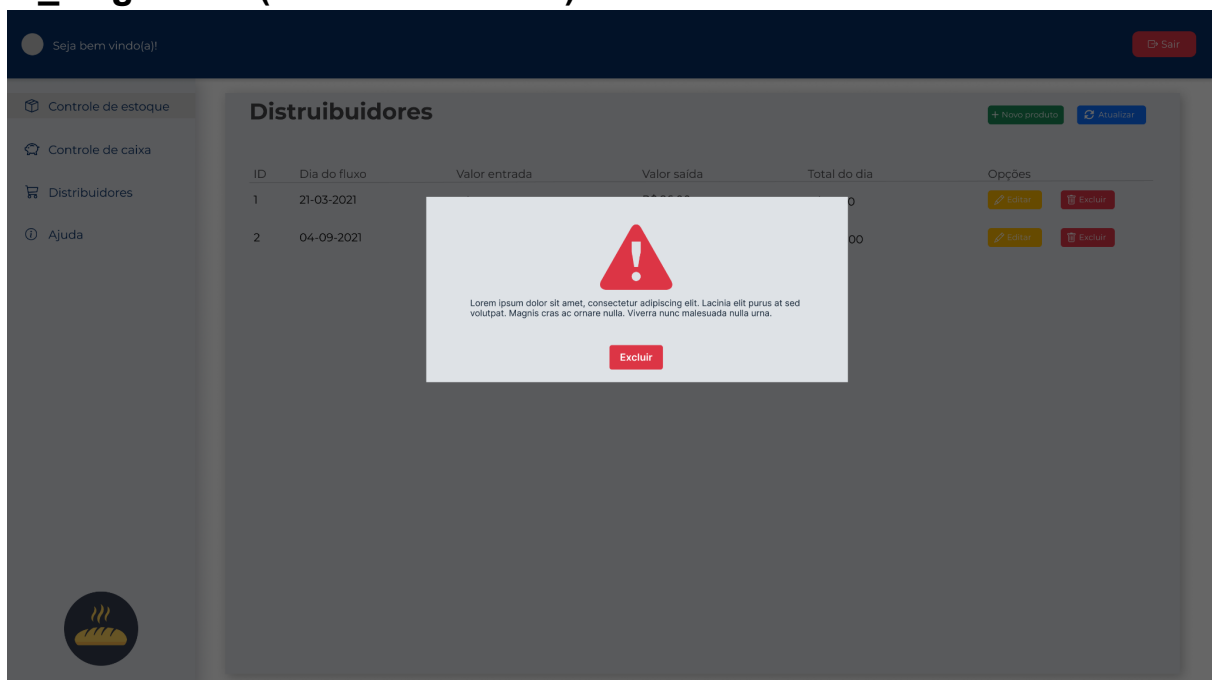 Seja bem vindo(a)!
Sair
Controle de estoque
Controle de caixa
Distribuidores
Ajuda
Distruibuidores
+ Novo produto
Atualizar
ID Dia do fluxo Valor entrada Valor saída Total do dia Opções
1 21-03-2021 Editar Excluir
2 04-09-2021 00 Editar Excluir
Lorem ipsum dolor sit amet, consectetur adipiscing elit. Lacinia elit purus at sed
volutpat. Magnis cras ac ornare nulla. Viverra nunc malesuada nulla urna.
Excluir